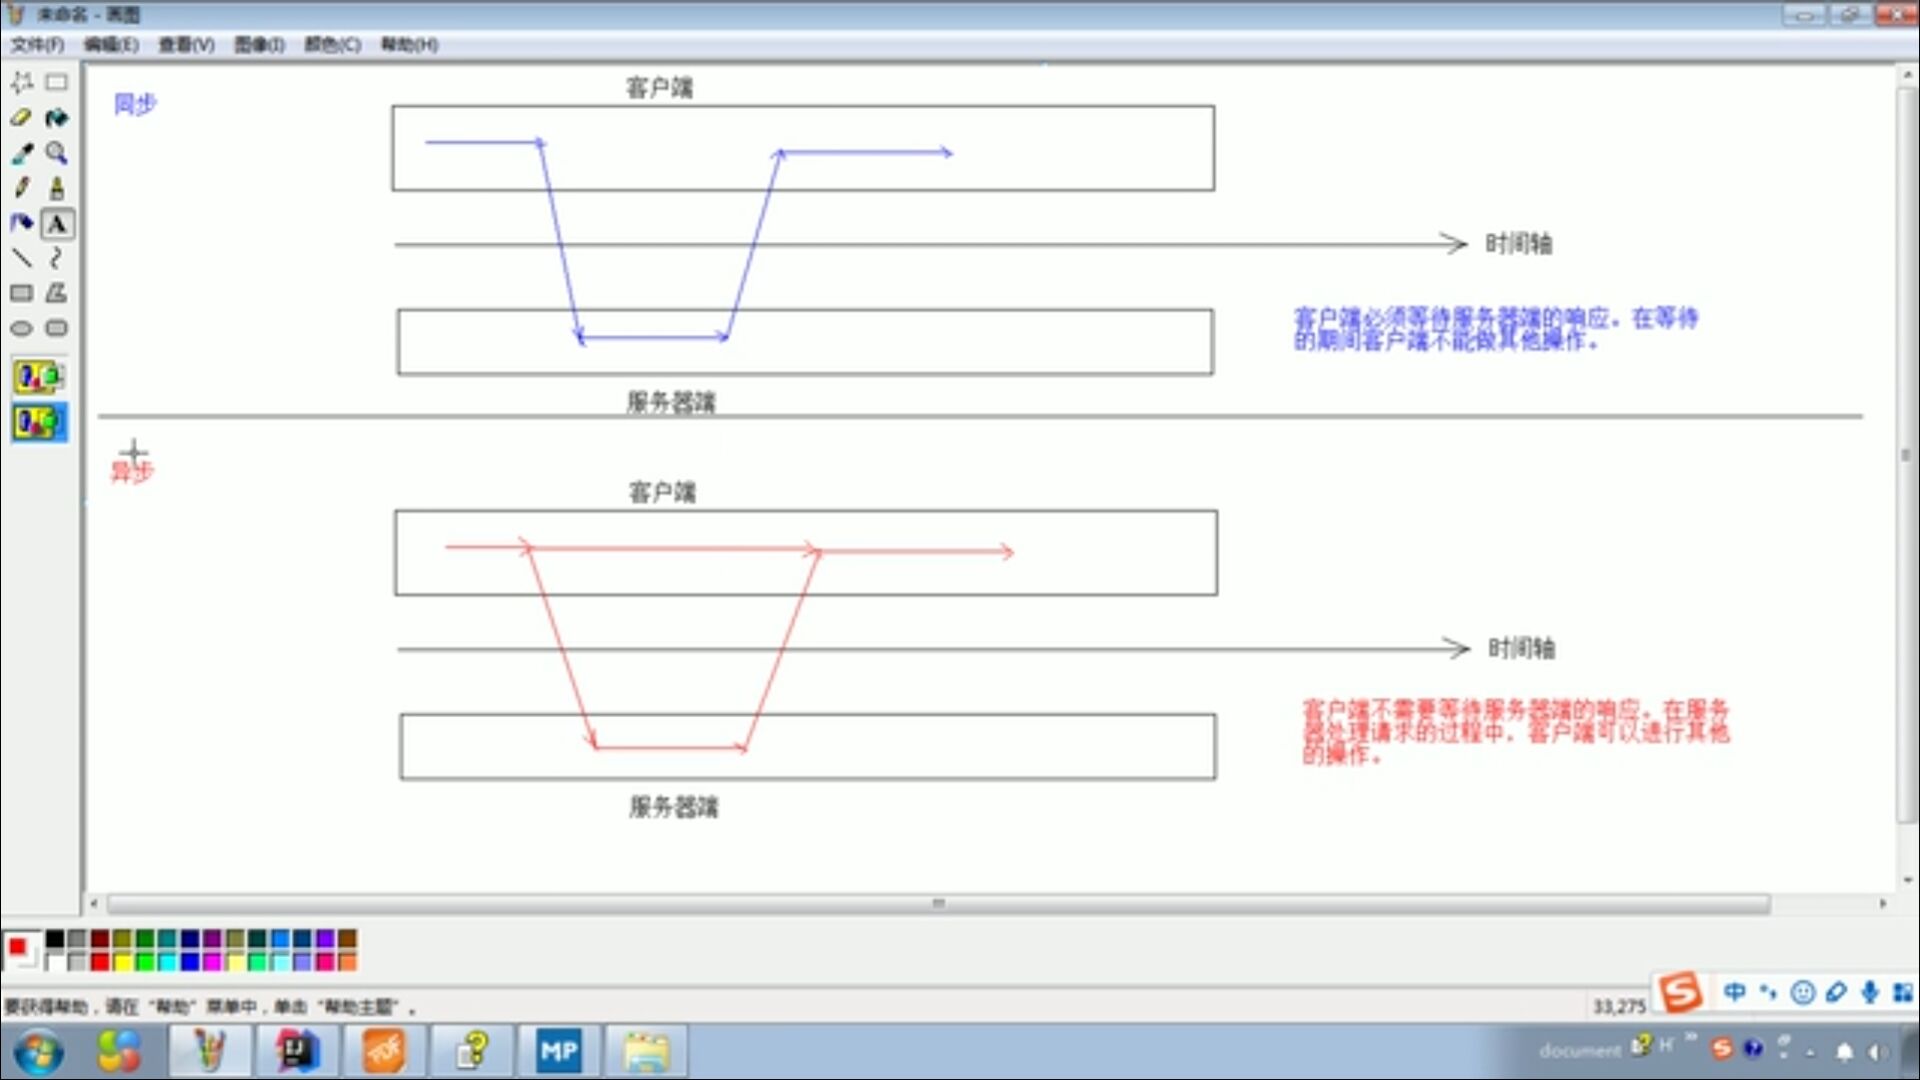 未命名 - 画图
文件(F) 编辑(E) 查看(V) 图像(I) 颜色(C) 帮助(H)
同步
客户端
时间轴
客户端必须等待服务器端的响应。在等待
的期间客户端不能做其他操作。
服务器端
异步
客户端
时间轴
客户端不需要等待服务器端的响应。在服务
器处理请求的过程中，客户端可以进行其他
的操作。
服务器端
要获得帮助，请在“帮助”菜单中，单击“帮助主题”。
33,275
中
MP
document